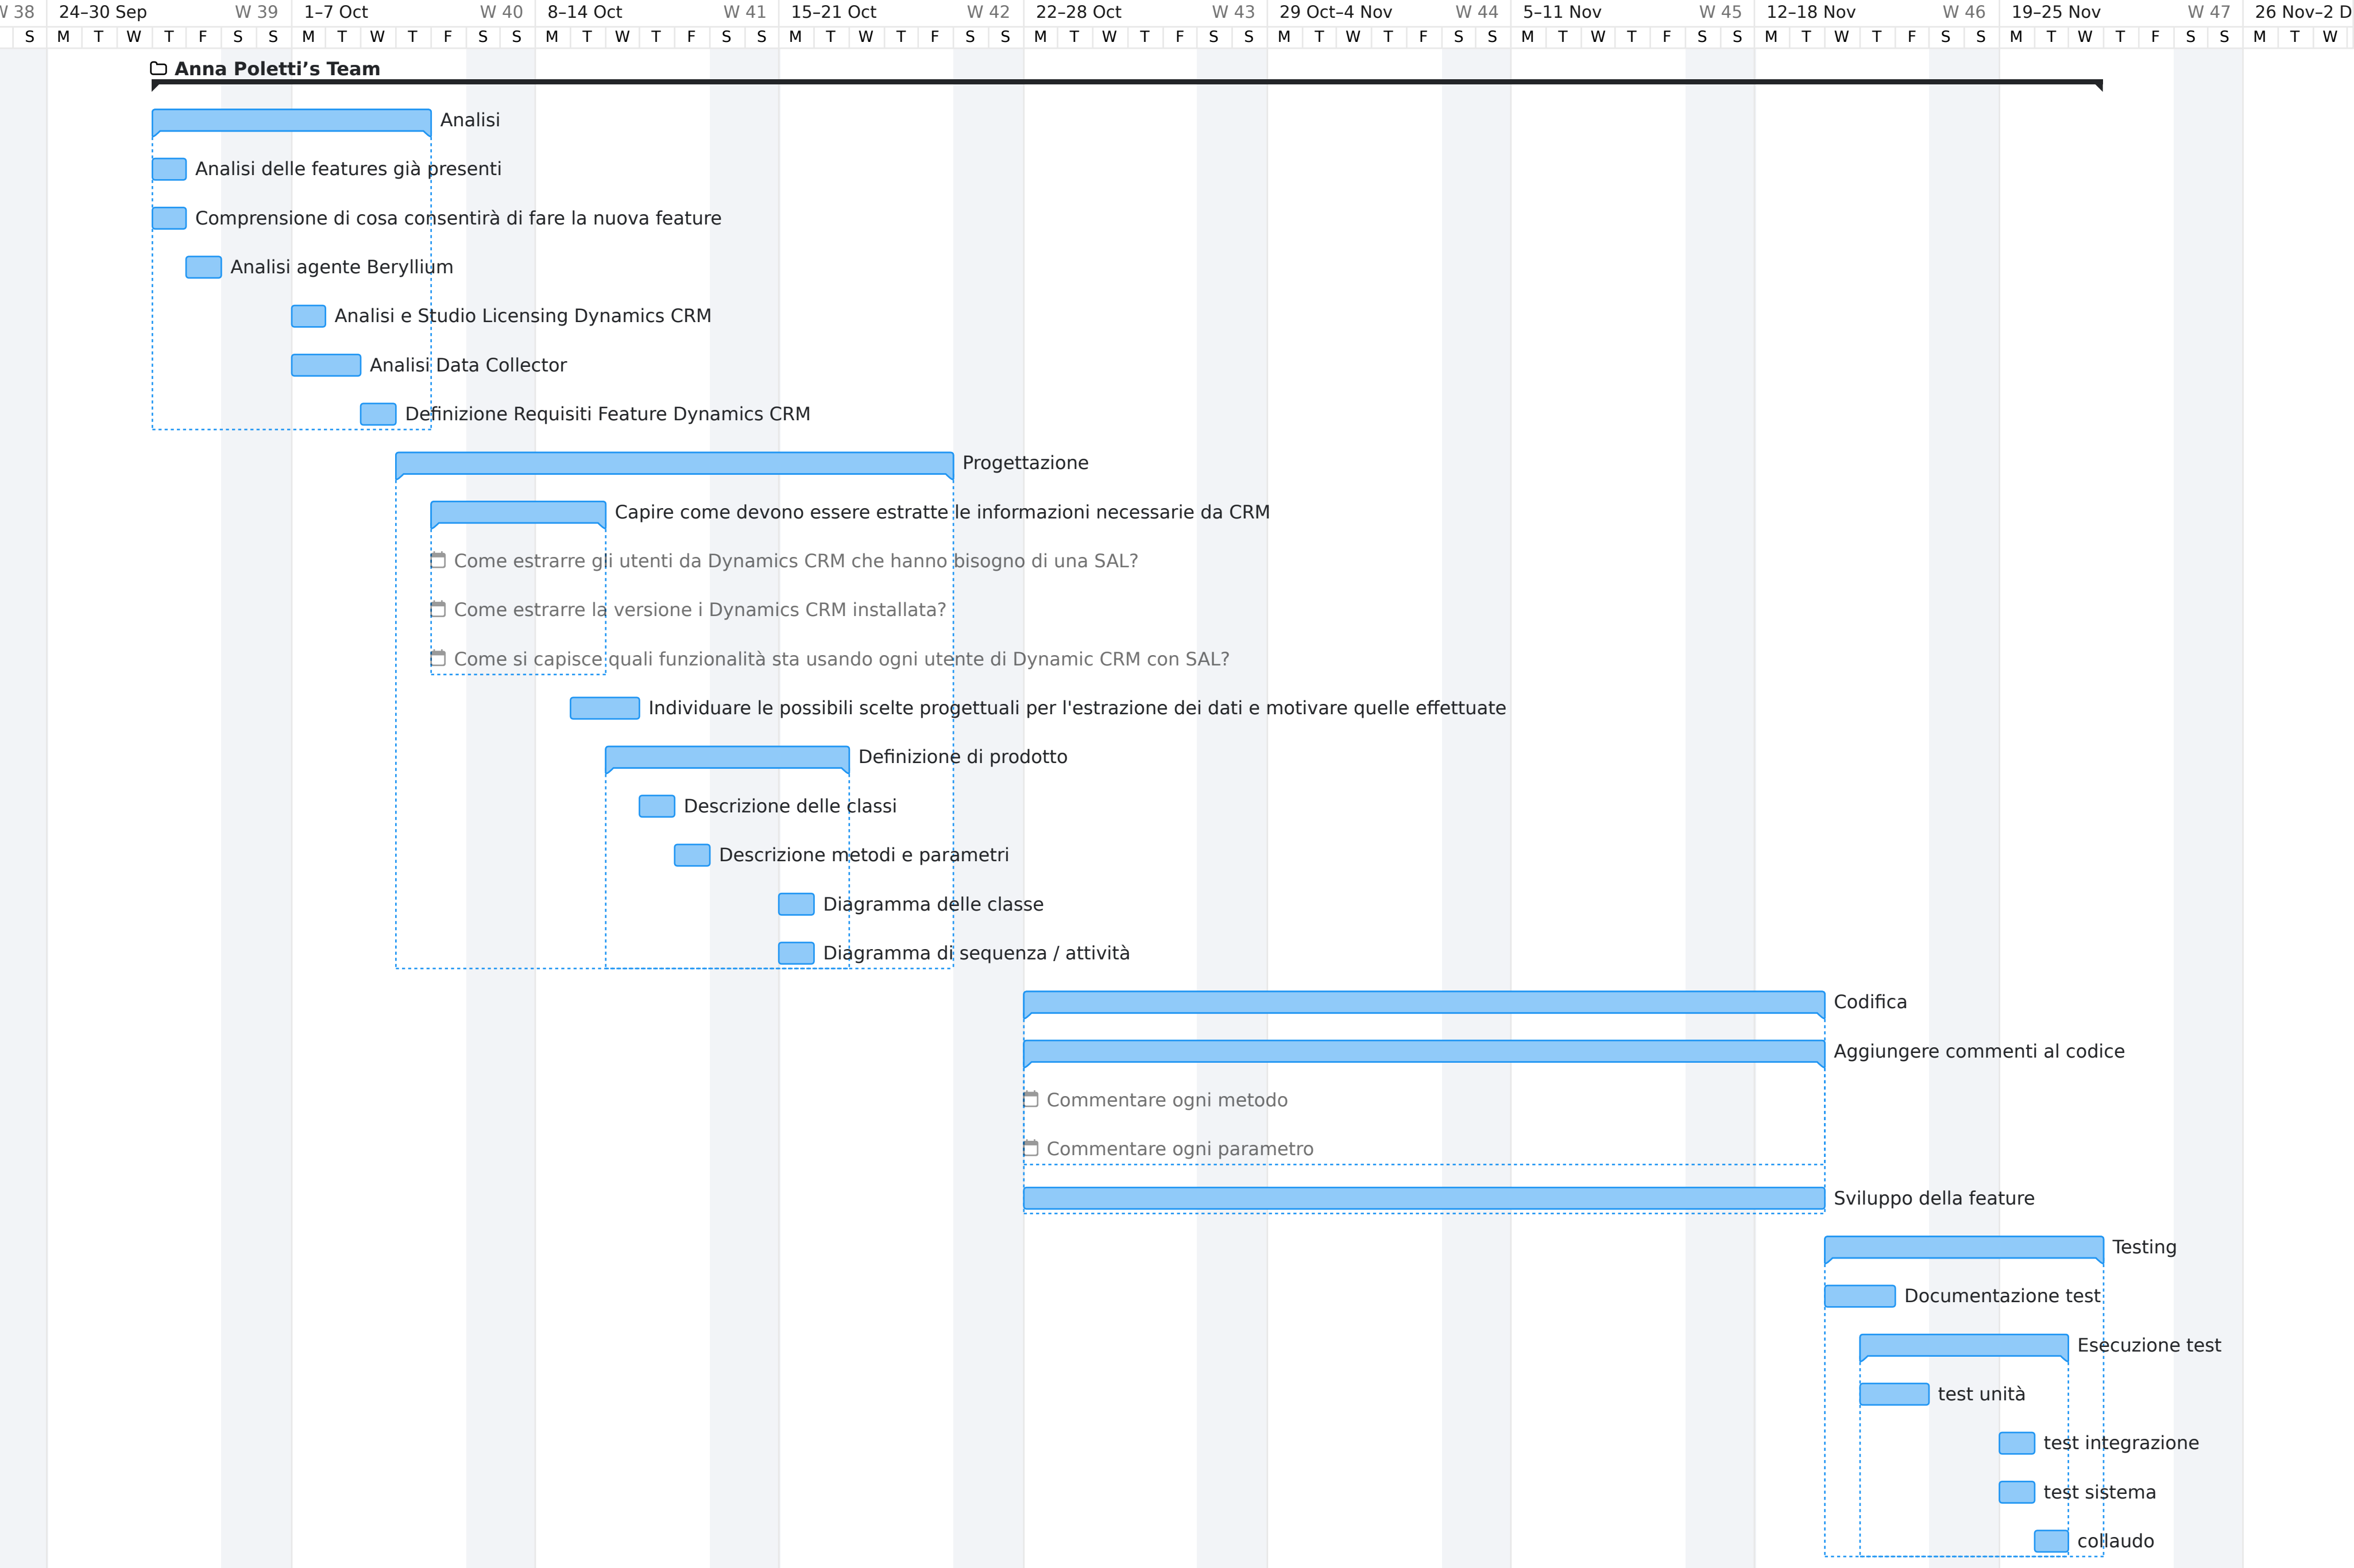 W 38 24–30 Sep W 39 1–7 Oct W 40 8–14 Oct W 41 15–21 Oct W 42 22–28 Oct W 43 29 Oct–4 Nov W 44 5–11 Nov W 45 12–18 Nov W 46 19–25 Nov W 47 26 Nov–2 D
S M T W T F S S M T W T F S S M T W T F S S M T W T F S S M T W T F S S M T W T F S S M T W T F S S M T W T F S S M T W T F S S M T W
Anna Poletti’s Team
Analisi
Analisi delle features già presenti
Comprensione di cosa consentirà di fare la nuova feature
Analisi agente Beryllium
Analisi e Studio Licensing Dynamics CRM
Analisi Data Collector
Definizione Requisiti Feature Dynamics CRM
Progettazione
Capire come devono essere estratte le informazioni necessarie da CRM
Come estrarre gli utenti da Dynamics CRM che hanno bisogno di una SAL?
Come estrarre la versione i Dynamics CRM installata?
Come si capisce quali funzionalità sta usando ogni utente di Dynamic CRM con SAL?
Individuare le possibili scelte progettuali per l'estrazione dei dati e motivare quelle effettuate
Definizione di prodotto
Descrizione delle classi
Descrizione metodi e parametri
Diagramma delle classe
Diagramma di sequenza / attività
Codifica
Aggiungere commenti al codice
Commentare ogni metodo
Commentare ogni parametro
Sviluppo della feature
Testing
Documentazione test
Esecuzione test
test unità
test integrazione
test sistema
collaudo